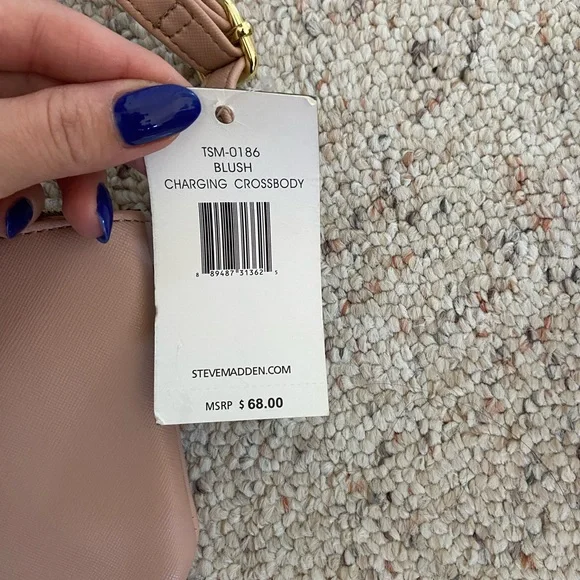 TSM-0186
BLUSH
CHARGING CROSSBODY
8 89487 31362 5
STEVEMADDEN.COM
MSRP $ 68.00